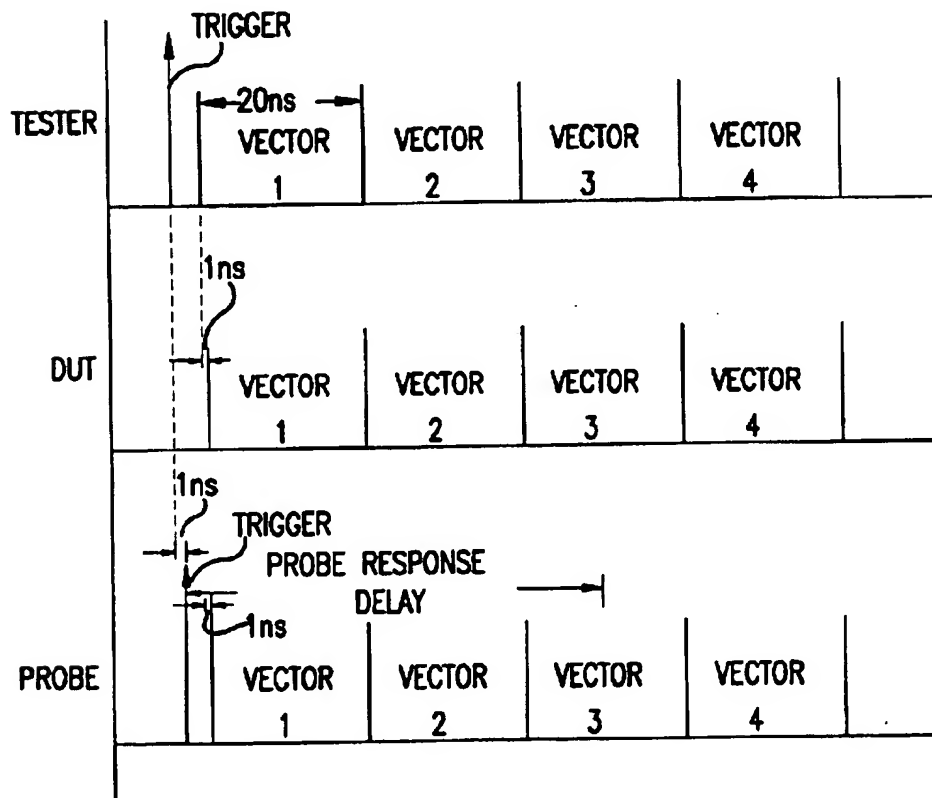 TRIGGER
TESTER
20ns
VECTOR VECTOR VECTOR VECTOR
1 2 3 4
1ns
DUT
VECTOR VECTOR VECTOR VECTOR
1 2 3 4
1ns
TRIGGER
PROBE RESPONSE
DELAY
1ns
PROBE
VECTOR VECTOR VECTOR VECTOR
1 2 3 4